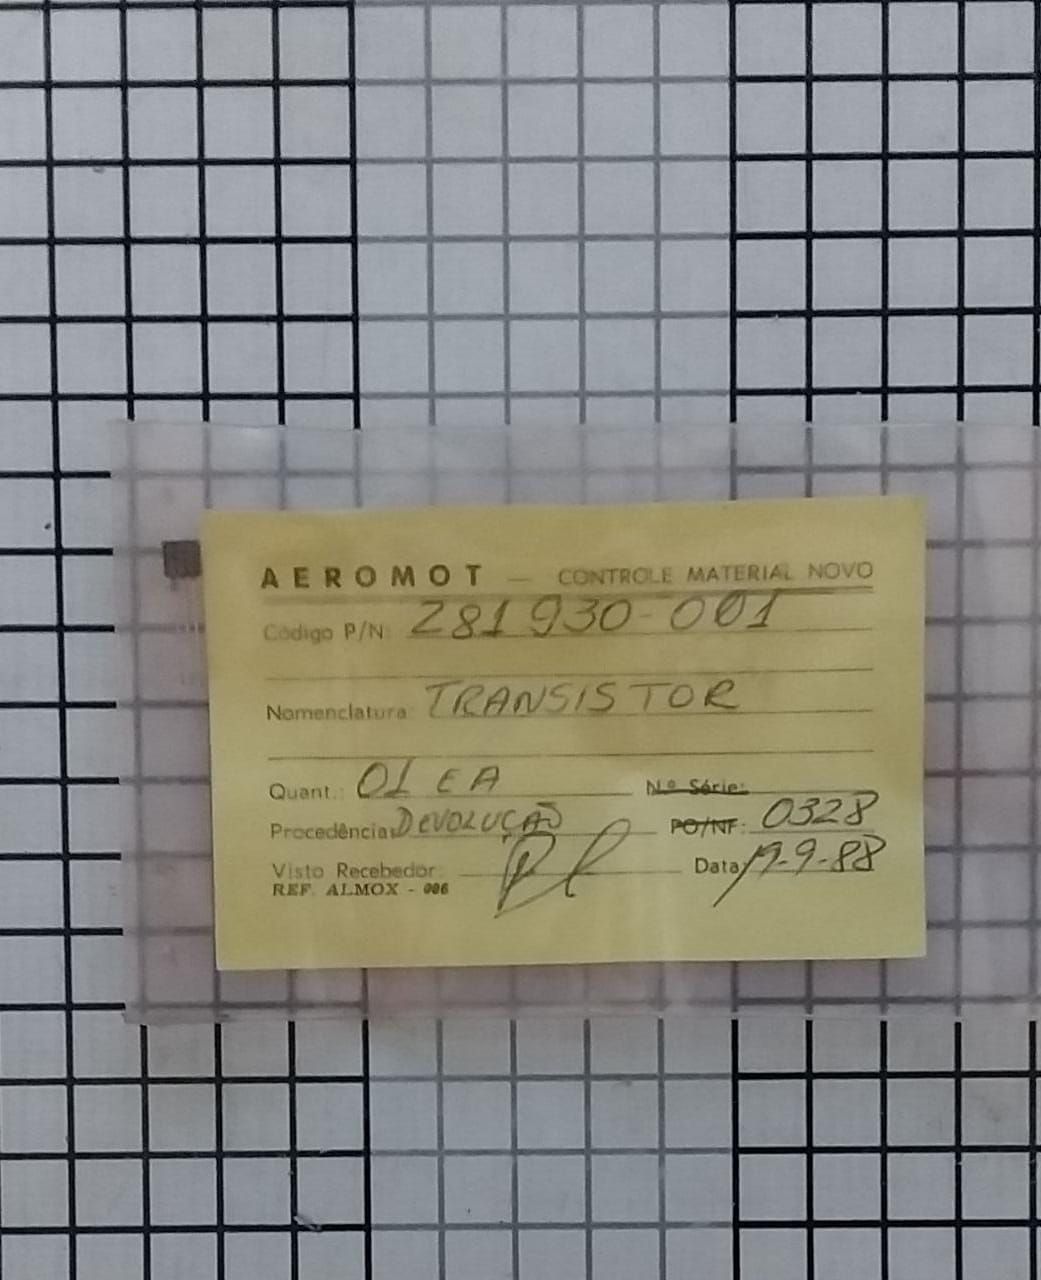 AEROMOT — CONTROLE MATERIAL NOVO
Código P/N: 281930-001
Nomenclatura: TRANSISTOR
Quant.: 01 EA Nº Série:
Procedência: DEVOLUÇÃO PO/NF: 0328
Visto Recebedor: Data: 19-9-88
REF. ALMOX - 006